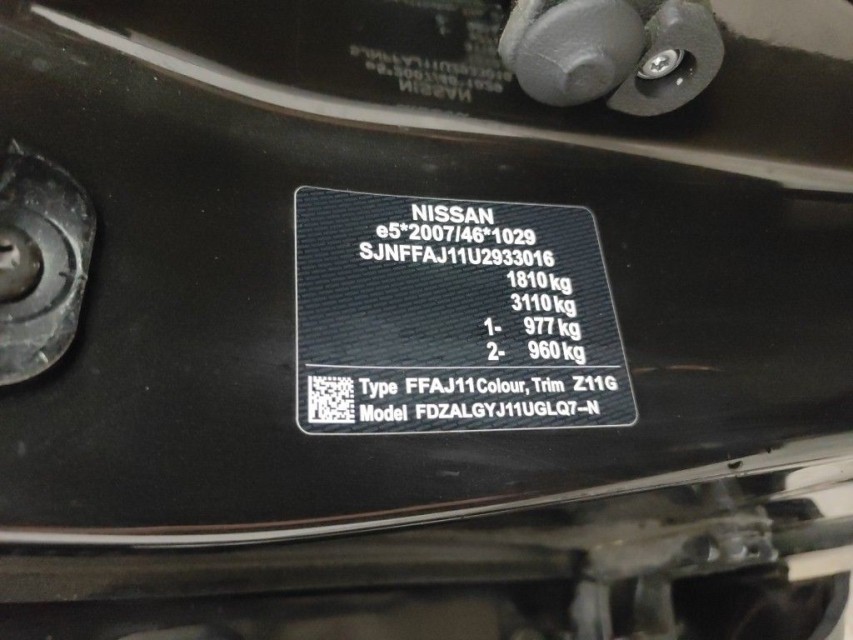 NISSAN
e5*2007/46*1029
SJNFFAJ11U2933016
1810 kg
3110 kg
1- 977 kg
2- 960 kg
Type FFAJ11 Colour, Trim Z11G
Model FDZALGYJ11UGLQ7-N